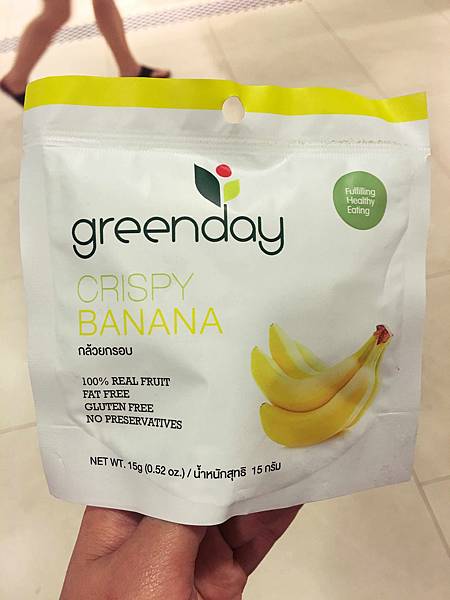 greenday
Fulfilling
Healthy
Eating
CRISPY
BANANA
กล้วยกรอบ
100% REAL FRUIT
FAT FREE
GLUTEN FREE
NO PRESERVATIVES
NET WT. 15g (0.52 oz.) / น้ำหนักสุทธิ 15 กรัม